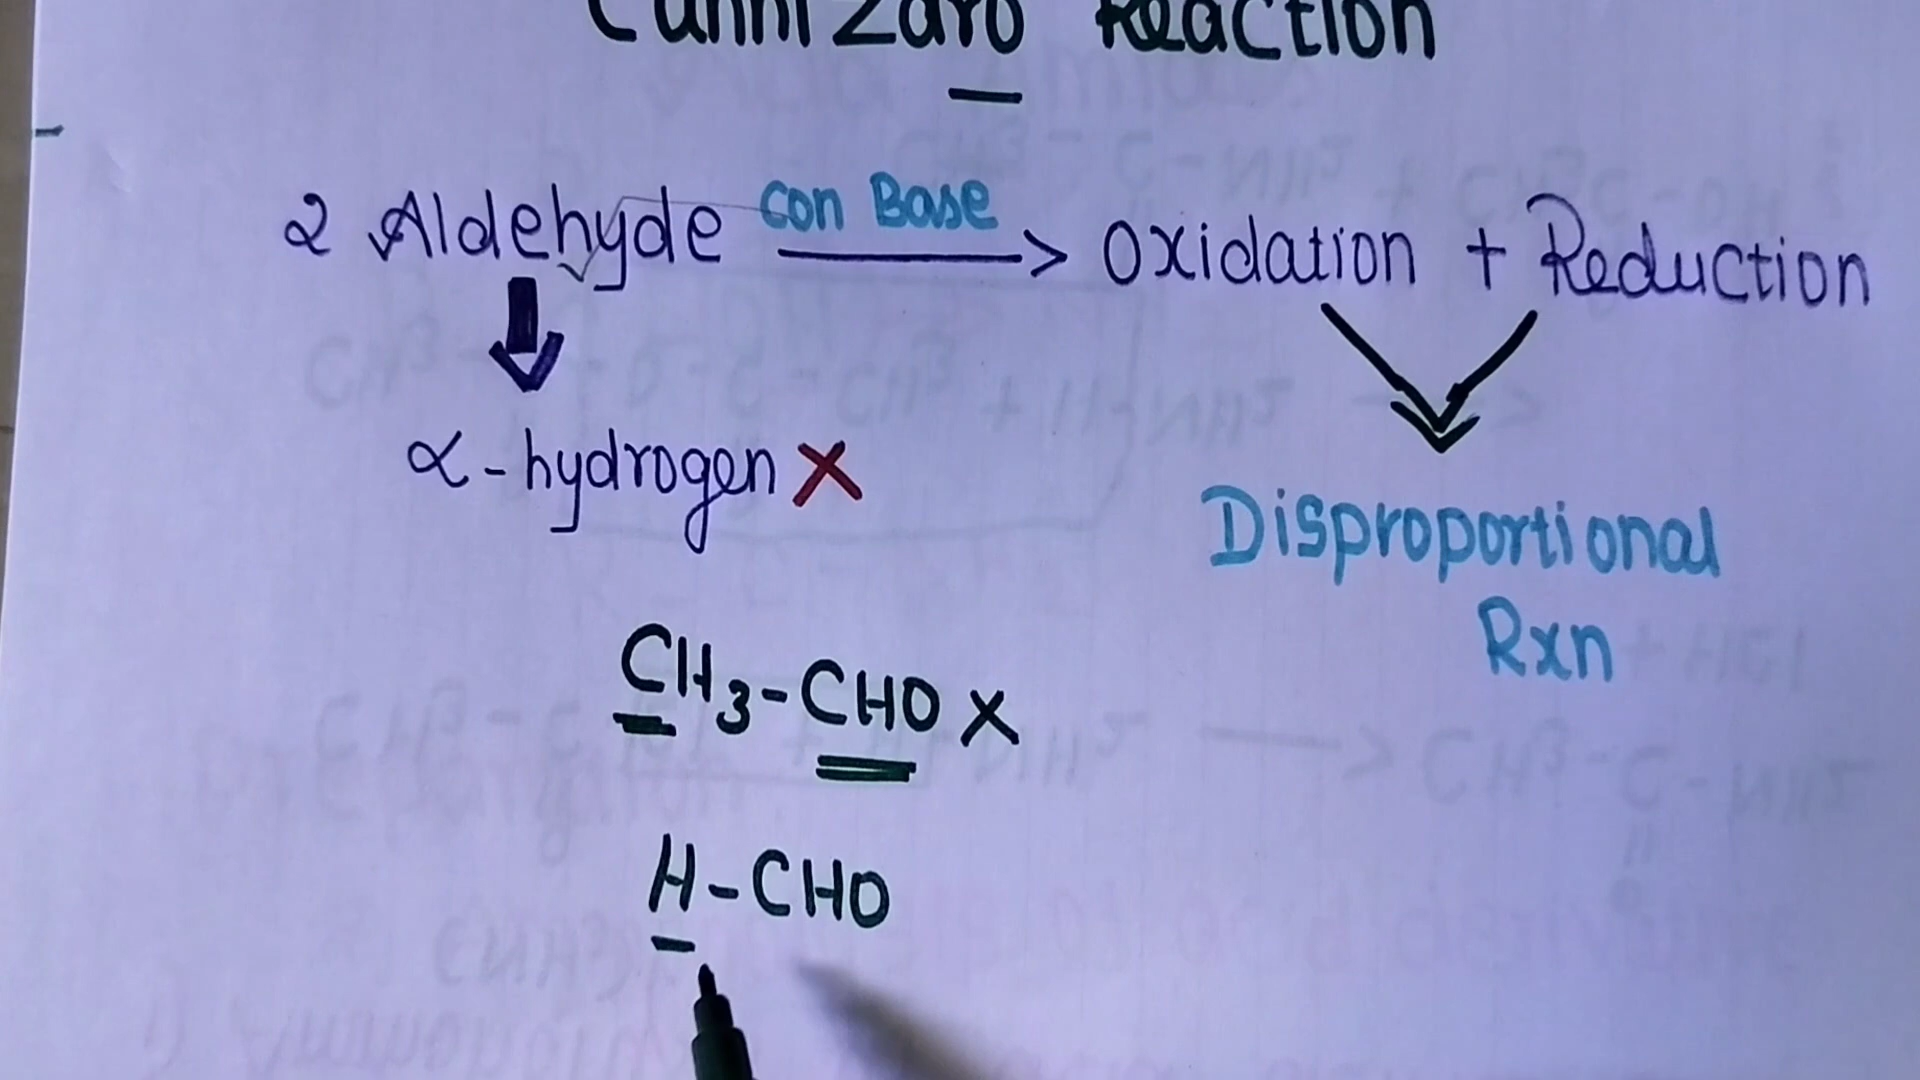 CanniZaro Reaction
2 Aldehyde con Base > Oxidation + Reduction
α-hydrogen X
Disproportional
Rxn
CH3-CHO X
H-CHO